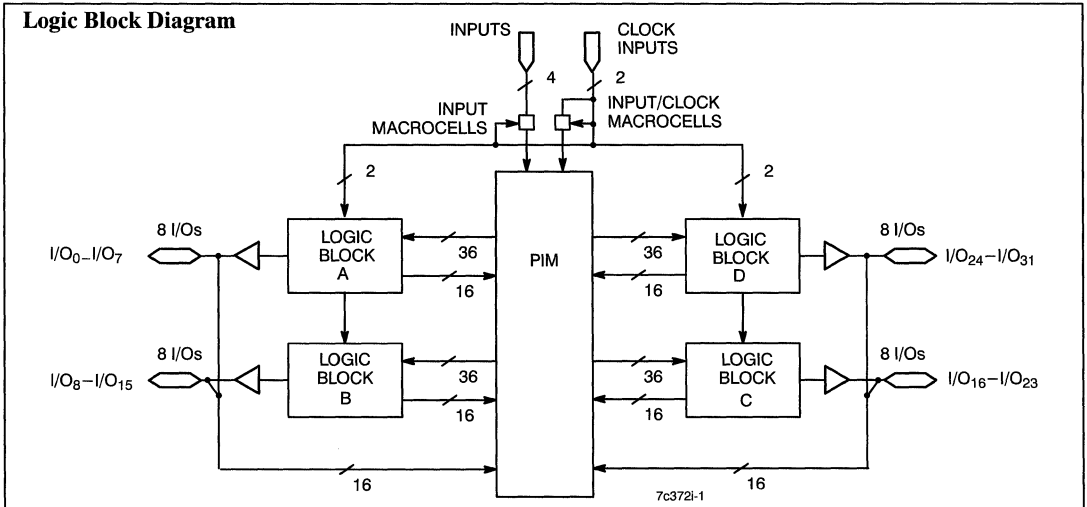 Logic Block Diagram
INPUTS
CLOCK
INPUTS
4
2
INPUT
MACROCELLS
INPUT/CLOCK
MACROCELLS
2
2
8 I/Os
I/O0–I/O7
LOGIC
BLOCK
A
36
16
PIM
36
16
LOGIC
BLOCK
D
8 I/Os
I/O24–I/O31
8 I/Os
I/O8–I/O15
LOGIC
BLOCK
B
36
16
36
16
LOGIC
BLOCK
C
8 I/Os
I/O16–I/O23
16
16
7c372i-1